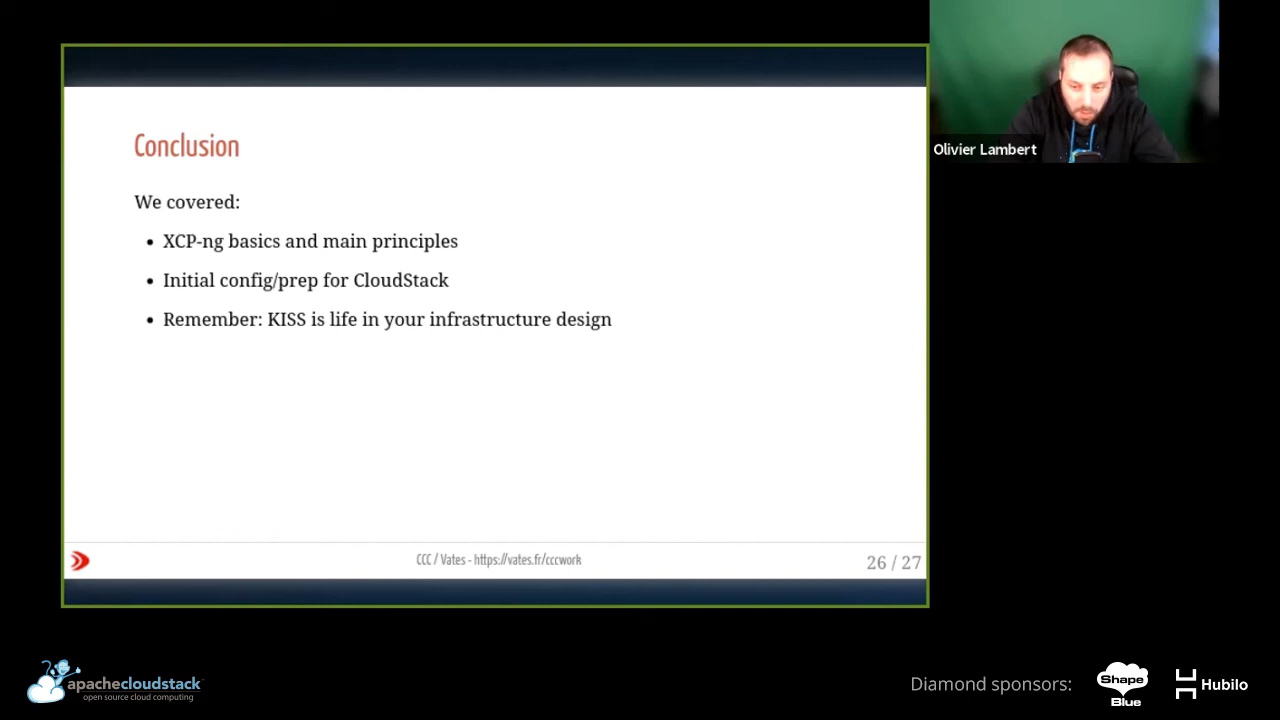 Conclusion
We covered:
• XCP-ng basics and main principles
• Initial config/prep for CloudStack
• Remember: KISS is life in your infrastructure design
CCC / Vates - https://vates.fr/cccwork
26 / 27
Olivier Lambert
apachecloudstack
open source cloud computing
Diamond sponsors:
Shape
Blue
Hubilo